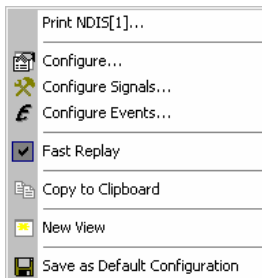 Print NDIS[1]...
Configure...
Configure Signals...
Configure Events...
Fast Replay
Copy to Clipboard
New View
Save as Default Configuration